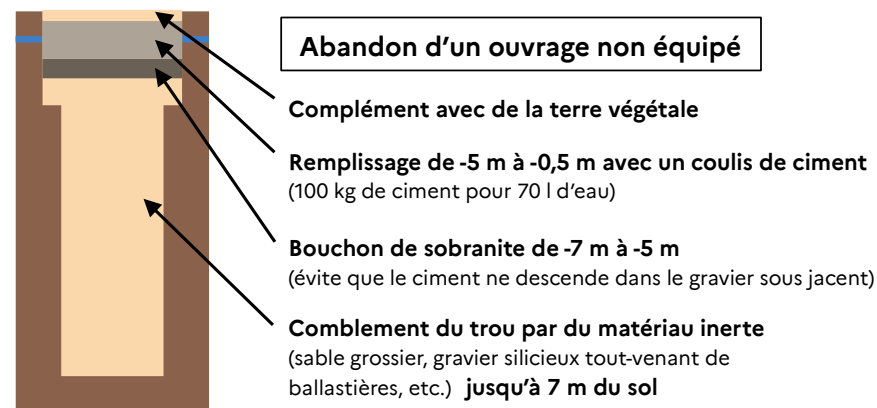 Abandon d’un ouvrage non équipé
Complément avec de la terre végétale
Remplissage de -5 m à -0,5 m avec un coulis de ciment
(100 kg de ciment pour 70 l d’eau)
Bouchon de sobranite de -7 m à -5 m
(évite que le ciment ne descende dans le gravier sous jacent)
Comblement du trou par du matériau inerte
(sable grossier, gravier silicieux tout-venant de
ballastières, etc.) jusqu’à 7 m du sol